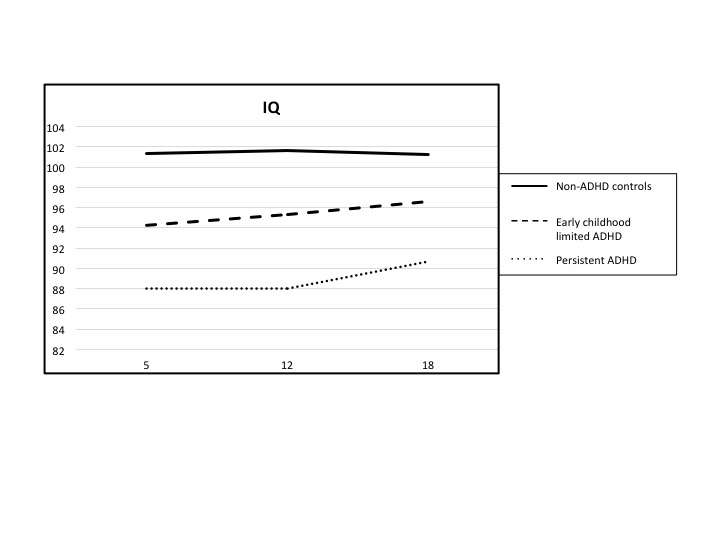 IQ
104
102
100
98
96
94
92
90
88
86
84
82
5 12 18
Non-ADHD controls
Early childhood
limited ADHD
Persistent ADHD